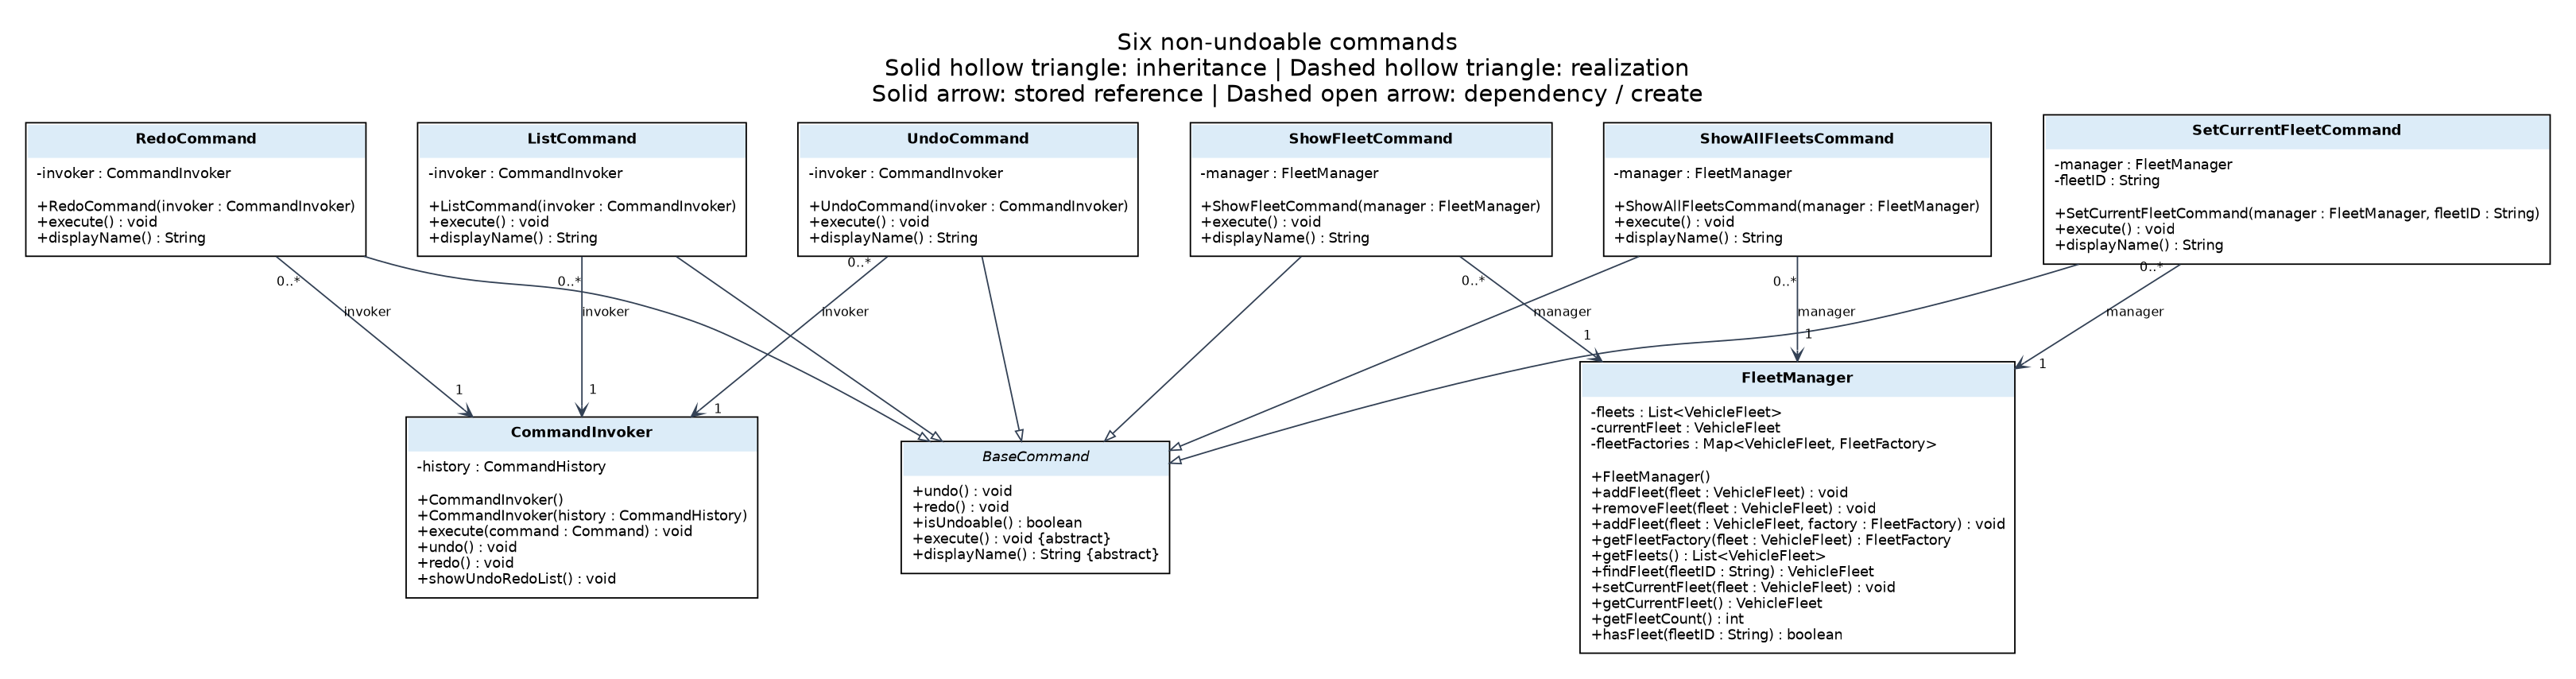 Six non-undoable commands
Solid hollow triangle: inheritance | Dashed hollow triangle: realization
Solid arrow: stored reference | Dashed open arrow: dependency / create
RedoCommand
-invoker : CommandInvoker
+RedoCommand(invoker : CommandInvoker)
+execute() : void
+displayName() : String
ListCommand
-invoker : CommandInvoker
+ListCommand(invoker : CommandInvoker)
+execute() : void
+displayName() : String
UndoCommand
-invoker : CommandInvoker
+UndoCommand(invoker : CommandInvoker)
+execute() : void
+displayName() : String
ShowFleetCommand
-manager : FleetManager
+ShowFleetCommand(manager : FleetManager)
+execute() : void
+displayName() : String
ShowAllFleetsCommand
-manager : FleetManager
+ShowAllFleetsCommand(manager : FleetManager)
+execute() : void
+displayName() : String
SetCurrentFleetCommand
-manager : FleetManager
-fleetID : String
+SetCurrentFleetCommand(manager : FleetManager, fleetID : String)
+execute() : void
+displayName() : String
0..*
invoker
1
0..*
invoker
1
0..*
invoker
1
0..*
manager
1
0..*
manager
1
0..*
manager
1
CommandInvoker
-history : CommandHistory
+CommandInvoker()
+CommandInvoker(history : CommandHistory)
+execute(command : Command) : void
+undo() : void
+redo() : void
+showUndoRedoList() : void
BaseCommand
+undo() : void
+redo() : void
+isUndoable() : boolean
+execute() : void {abstract}
+displayName() : String {abstract}
FleetManager
-fleets : List<VehicleFleet>
-currentFleet : VehicleFleet
-fleetFactories : Map<VehicleFleet, FleetFactory>
+FleetManager()
+addFleet(fleet : VehicleFleet) : void
+removeFleet(fleet : VehicleFleet) : void
+addFleet(fleet : VehicleFleet, factory : FleetFactory) : void
+getFleetFactory(fleet : VehicleFleet) : FleetFactory
+getFleets() : List<VehicleFleet>
+findFleet(fleetID : String) : VehicleFleet
+setCurrentFleet(fleet : VehicleFleet) : void
+getCurrentFleet() : VehicleFleet
+getFleetCount() : int
+hasFleet(fleetID : String) : boolean